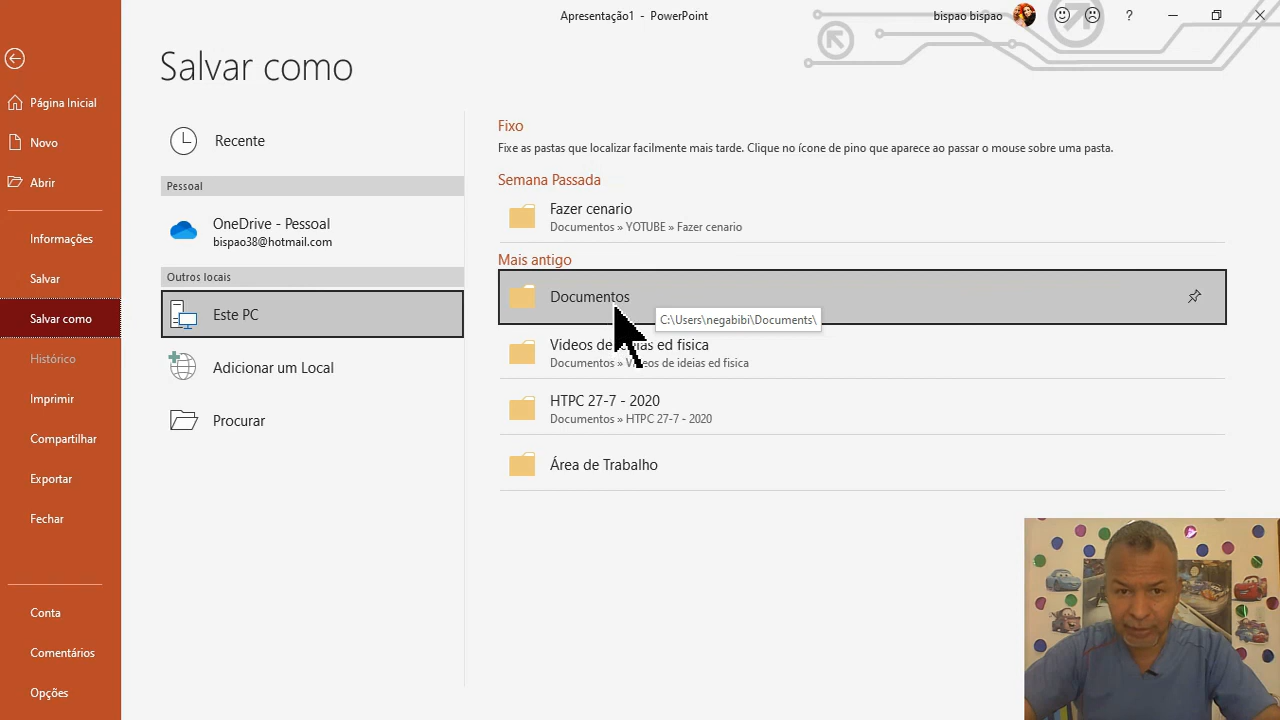 Apresentação1 - PowerPoint
bispao bispao
?
Salvar como
Página Inicial
Novo
Abrir
Informações
Salvar
Salvar como
Histórico
Imprimir
Compartilhar
Exportar
Fechar
Conta
Comentários
Opções
Recente
Pessoal
OneDrive - Pessoal
bispao38@hotmail.com
Outros locais
Este PC
Adicionar um Local
Procurar
Fixo
Fixe as pastas que localizar facilmente mais tarde. Clique no ícone de pino que aparece ao passar o mouse sobre uma pasta.
Semana Passada
Fazer cenario
Documentos » YOTUBE » Fazer cenario
Mais antigo
Documentos
C:\Users\negabibi\Documents\
Videos de ideias ed fisica
Documentos » Videos de ideias ed fisica
HTPC 27-7 - 2020
Documentos » HTPC 27-7 - 2020
Área de Trabalho